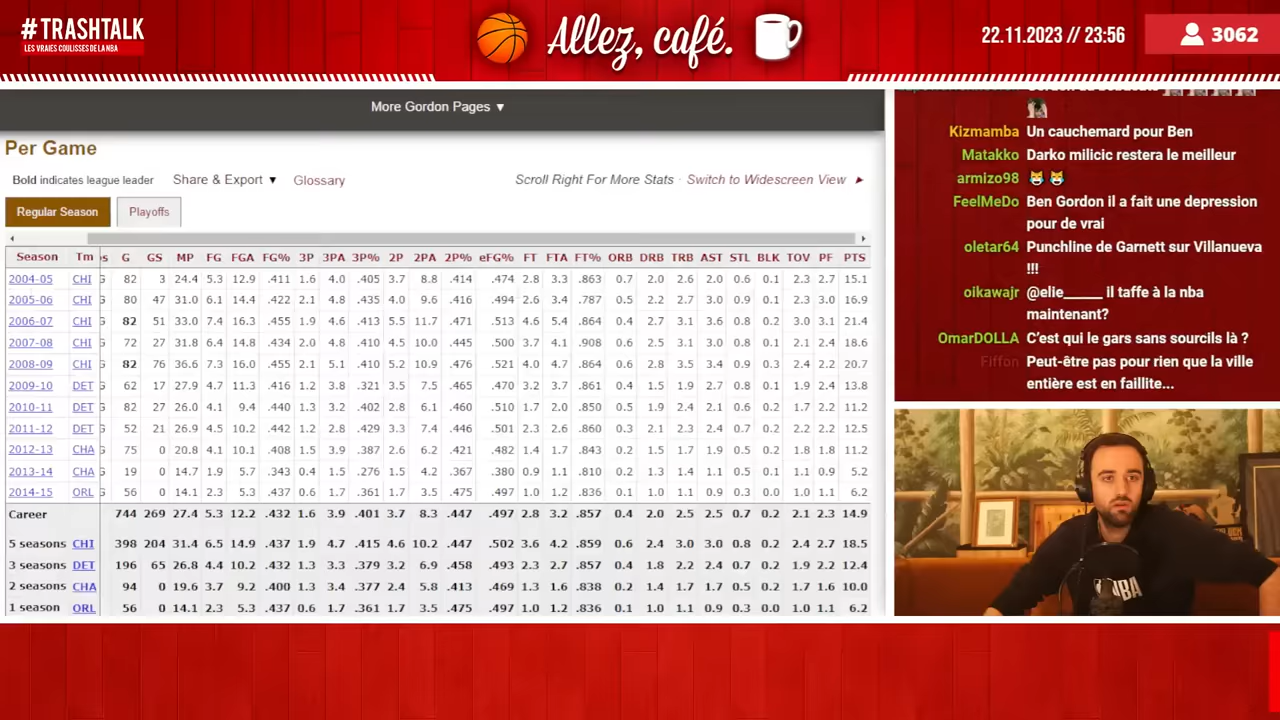 #TRASHTALK
LES VRAIES COULISSES DE LA NBA
Allez, café.
22.11.2023 // 23:56
3062
More Gordon Pages ▼
Per Game
Bold indicates league leader Share & Export ▼ Glossary Scroll Right For More Stats · Switch to Widescreen View ►
Regular Season Playoffs
Season Tm G GS MP FG FGA FG% 3P 3PA 3P% 2P 2PA 2P% eFG% FT FTA FT% ORB DRB TRB AST STL BLK TOV PF PTS
2004-05 CHI 82 3 24.4 5.3 12.9 .411 1.6 4.0 .405 3.7 8.8 .414 .474 2.8 3.3 .863 0.7 2.0 2.6 2.0 0.6 0.1 2.3 3.0 15.1
2005-06 CHI 80 47 31.0 6.1 14.4 .422 2.1 4.8 .435 4.0 9.6 .416 .494 2.6 3.4 .787 0.5 2.2 2.7 3.0 0.9 0.1 2.3 3.0 16.9
2006-07 CHI 82 51 33.0 7.4 16.3 .455 1.9 4.6 .413 5.5 11.7 .471 .513 4.6 5.4 .864 0.4 2.7 3.1 3.6 0.8 0.2 3.0 3.1 21.4
2007-08 CHI 72 27 31.8 6.4 14.8 .434 2.0 4.8 .410 4.5 10.0 .445 .500 3.7 4.1 .908 0.6 2.5 3.1 3.0 0.8 0.1 2.1 2.4 18.6
2008-09 CHI 82 76 36.6 7.3 16.0 .455 2.1 5.1 .410 5.2 10.9 .476 .521 4.0 4.7 .864 0.6 2.8 3.5 3.4 0.9 0.3 2.4 2.2 20.7
2009-10 DET 62 17 27.9 4.7 11.3 .416 1.2 3.8 .321 3.5 7.5 .465 .470 3.2 3.7 .861 0.4 1.5 1.9 2.7 0.8 0.1 1.9 2.4 13.8
2010-11 DET 82 27 26.0 4.1 9.4 .440 1.3 3.2 .402 2.8 6.1 .460 .510 1.7 2.0 .850 0.5 1.9 2.4 2.1 0.6 0.2 1.7 2.3 11.2
2011-12 DET 52 21 26.9 4.5 10.2 .442 1.2 2.8 .429 3.3 7.4 .446 .501 2.3 2.6 .860 0.3 2.1 2.3 2.4 0.7 0.2 2.2 2.2 12.5
2012-13 CHA 75 0 20.8 4.1 10.1 .408 1.5 3.9 .387 2.6 6.2 .421 .482 1.4 1.7 .843 0.2 1.5 1.7 1.9 0.5 0.2 1.8 1.8 11.2
2013-14 CHA 19 0 14.7 1.9 5.7 .343 0.4 1.5 .276 1.5 4.2 .367 .380 0.9 1.1 .810 0.2 1.3 1.4 1.1 0.5 0.1 1.1 0.9 5.2
2014-15 ORL 56 0 14.1 2.3 5.3 .437 0.6 1.7 .361 1.7 3.5 .475 .497 1.0 1.2 .836 0.1 1.0 1.1 0.9 0.3 0.0 1.0 1.1 6.2
Career 744 269 27.4 5.3 12.2 .432 1.6 3.9 .401 3.7 8.3 .447 .497 2.8 3.2 .857 0.4 2.0 2.5 2.5 0.7 0.2 2.1 2.3 14.9
5 seasons CHI 398 204 31.4 6.5 14.9 .437 1.9 4.7 .415 4.6 10.2 .447 .502 3.6 4.2 .859 0.6 2.4 3.0 3.0 0.8 0.2 2.4 2.7 18.5
3 seasons DET 196 65 26.8 4.4 10.2 .432 1.3 3.3 .379 3.2 6.9 .458 .493 2.3 2.7 .857 0.4 1.8 2.2 2.4 0.7 0.2 1.9 2.2 12.4
2 seasons CHA 94 0 19.6 3.7 9.2 .400 1.3 3.4 .377 2.4 5.8 .413 .469 1.3 1.6 .838 0.2 1.4 1.7 1.7 0.5 0.2 1.7 1.6 10.0
1 season ORL 56 0 14.1 2.3 5.3 .437 0.6 1.7 .361 1.7 3.5 .475 .497 1.0 1.2 .836 0.1 1.0 1.1 0.9 0.3 0.0 1.0 1.1 6.2
Kizmamba Un cauchemard pour Ben
Matakko Darko milicic restera le meilleur
armizo98
FeelMeDo Ben Gordon il a fait une depression
pour de vrai
oletar64 Punchline de Garnett sur Villanueva
!!!
oikawajr @elie_____ il taffe à la nba
maintenant?
OmarDOLLA C'est qui le gars sans sourcils là ?
Fiffon Peut-être pas pour rien que la ville
entière est en faillite...
NBA